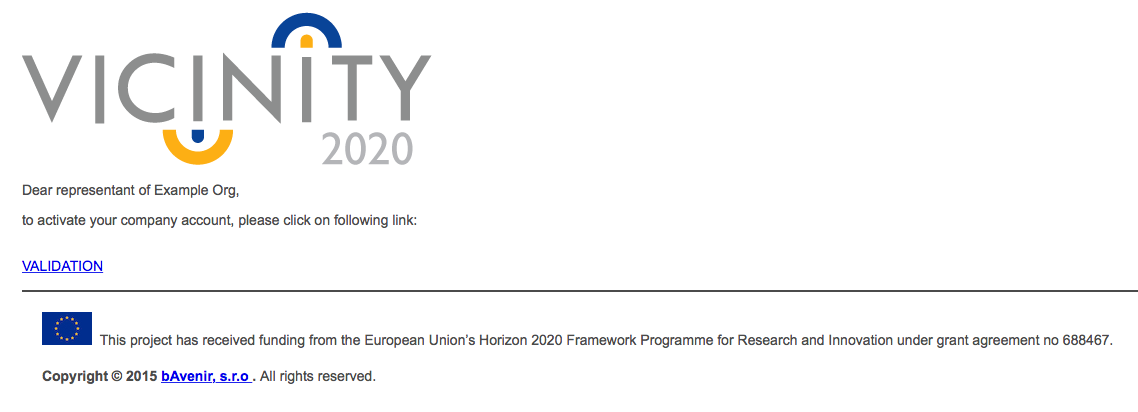 VICINITY
2020
Dear representant of Example Org,
to activate your company account, please click on following link:
VALIDATION
This project has received funding from the European Union’s Horizon 2020 Framework Programme for Research and Innovation under grant agreement no 688467.
Copyright © 2015 bAvenir, s.r.o . All rights reserved.